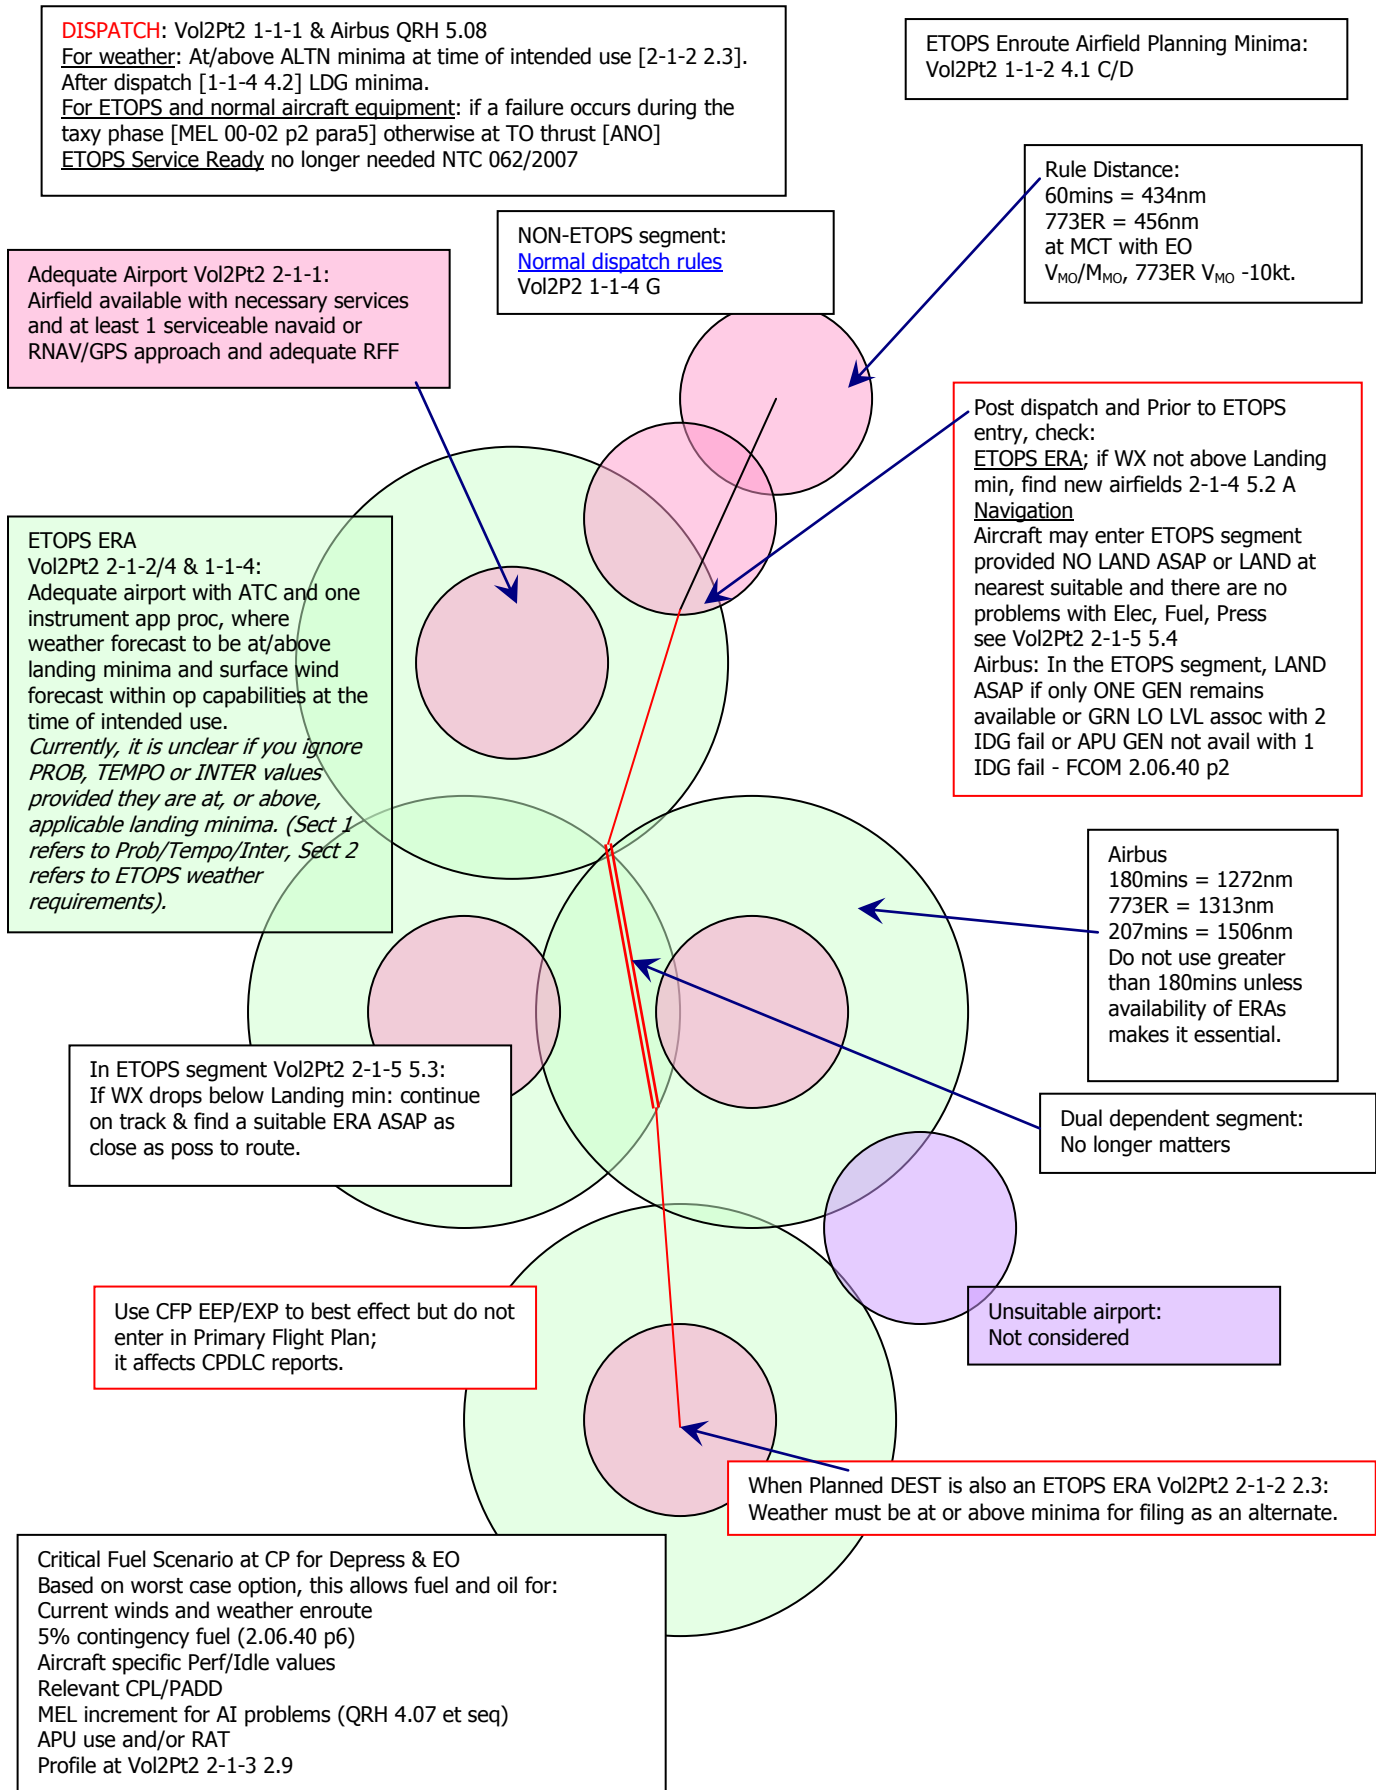 DISPATCH: Vol2Pt2 1-1-1 & Airbus QRH 5.08
For weather: At/above ALTN minima at time of intended use [2-1-2 2.3].
After dispatch [1-1-4 4.2] LDG minima.
For ETOPS and normal aircraft equipment: if a failure occurs during the
taxy phase [MEL 00-02 p2 para5] otherwise at TO thrust [ANO]
ETOPS Service Ready no longer needed NTC 062/2007
ETOPS Enroute Airfield Planning Minima:
Vol2Pt2 1-1-2 4.1 C/D
Rule Distance:
60mins = 434nm
773ER = 456nm
at MCT with EO
VMO/MMO, 773ER VMO -10kt.
NON-ETOPS segment:
Normal dispatch rules
Vol2P2 1-1-4 G
Adequate Airport Vol2Pt2 2-1-1:
Airfield available with necessary services
and at least 1 serviceable navaid or
RNAV/GPS approach and adequate RFF
Post dispatch and Prior to ETOPS
entry, check:
ETOPS ERA; if WX not above Landing
min, find new airfields 2-1-4 5.2 A
Navigation
Aircraft may enter ETOPS segment
provided NO LAND ASAP or LAND at
nearest suitable and there are no
problems with Elec, Fuel, Press
see Vol2Pt2 2-1-5 5.4
Airbus: In the ETOPS segment, LAND
ASAP if only ONE GEN remains
available or GRN LO LVL assoc with 2
IDG fail or APU GEN not avail with 1
IDG fail - FCOM 2.06.40 p2
ETOPS ERA
Vol2Pt2 2-1-2/4 & 1-1-4:
Adequate airport with ATC and one
instrument app proc, where
weather forecast to be at/above
landing minima and surface wind
forecast within op capabilities at the
time of intended use.
Currently, it is unclear if you ignore
PROB, TEMPO or INTER values
provided they are at, or above,
applicable landing minima. (Sect 1
refers to Prob/Tempo/Inter, Sect 2
refers to ETOPS weather
requirements).
Airbus
180mins = 1272nm
773ER = 1313nm
207mins = 1506nm
Do not use greater
than 180mins unless
availability of ERAs
makes it essential.
In ETOPS segment Vol2Pt2 2-1-5 5.3:
If WX drops below Landing min: continue
on track & find a suitable ERA ASAP as
close as poss to route.
Dual dependent segment:
No longer matters
Use CFP EEP/EXP to best effect but do not
enter in Primary Flight Plan;
it affects CPDLC reports.
Unsuitable airport:
Not considered
When Planned DEST is also an ETOPS ERA Vol2Pt2 2-1-2 2.3:
Weather must be at or above minima for filing as an alternate.
Critical Fuel Scenario at CP for Depress & EO
Based on worst case option, this allows fuel and oil for:
Current winds and weather enroute
5% contingency fuel (2.06.40 p6)
Aircraft specific Perf/Idle values
Relevant CPL/PADD
MEL increment for AI problems (QRH 4.07 et seq)
APU use and/or RAT
Profile at Vol2Pt2 2-1-3 2.9